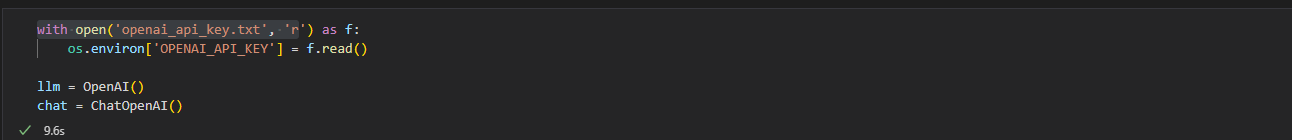 with open('openai_api_key.txt', 'r') as f:
    os.environ['OPENAI_API_KEY'] = f.read()

llm = OpenAI()
chat = ChatOpenAI()
9.6s